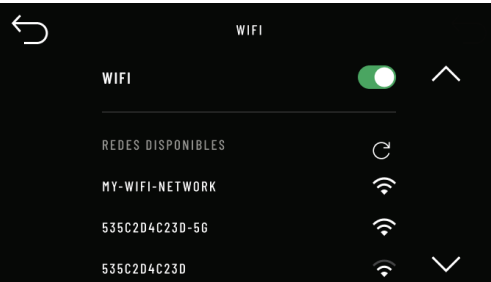 WIFI
WIFI
REDES DISPONIBLES
MY-WIFI-NETWORK
535C2D4C23D-5G
535C2D4C23D